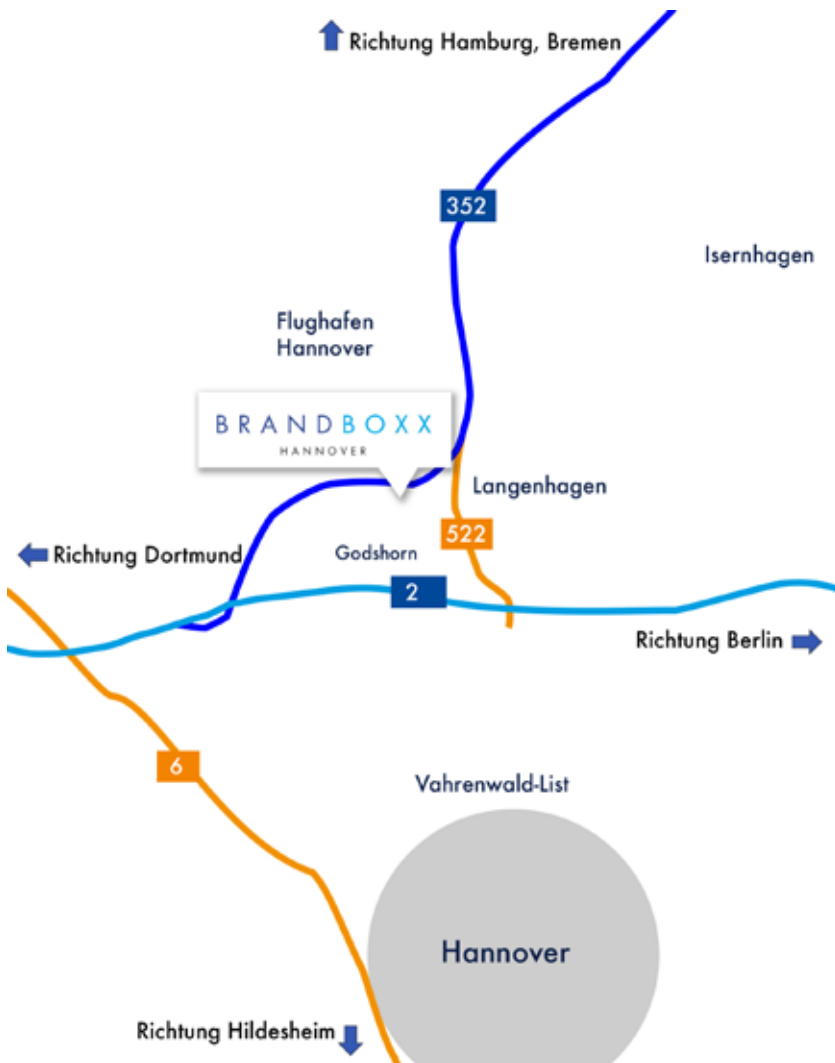 Richtung Hamburg, Bremen
352
Isernhagen
Flughafen
Hannover
BRANDBOXX
HANNOVER
Langenhagen
522
Richtung Dortmund
Godshorn
2
Richtung Berlin
6
Vahrenwald-List
Hannover
Richtung Hildesheim